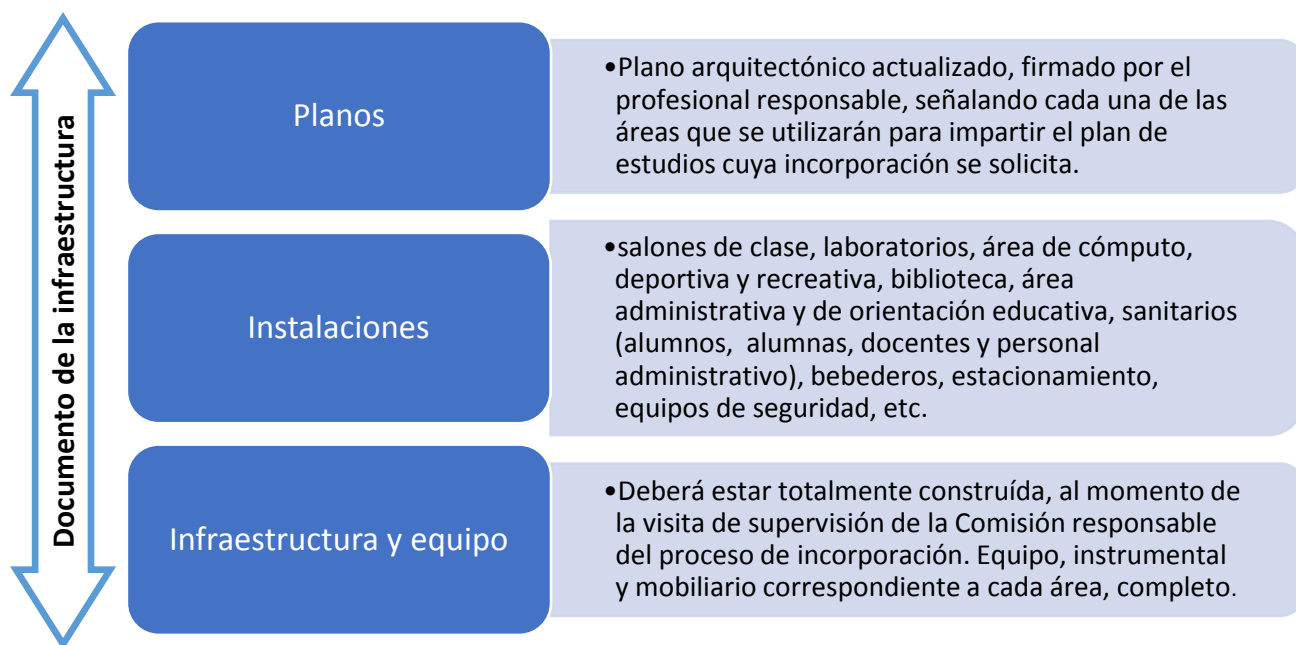 Documento de la infraestructura
Planos
•Plano arquitectónico actualizado, firmado por el
profesional responsable, señalando cada una de las
áreas que se utilizarán para impartir el plan de
estudios cuya incorporación se solicita.
Instalaciones
•salones de clase, laboratorios, área de cómputo,
deportiva y recreativa, biblioteca, área
administrativa y de orientación educativa, sanitarios
(alumnos, alumnas, docentes y personal
administrativo), bebederos, estacionamiento,
equipos de seguridad, etc.
Infraestructura y equipo
•Deberá estar totalmente construída, al momento de
la visita de supervisión de la Comisión responsable
del proceso de incorporación. Equipo, instrumental
y mobiliario correspondiente a cada área, completo.